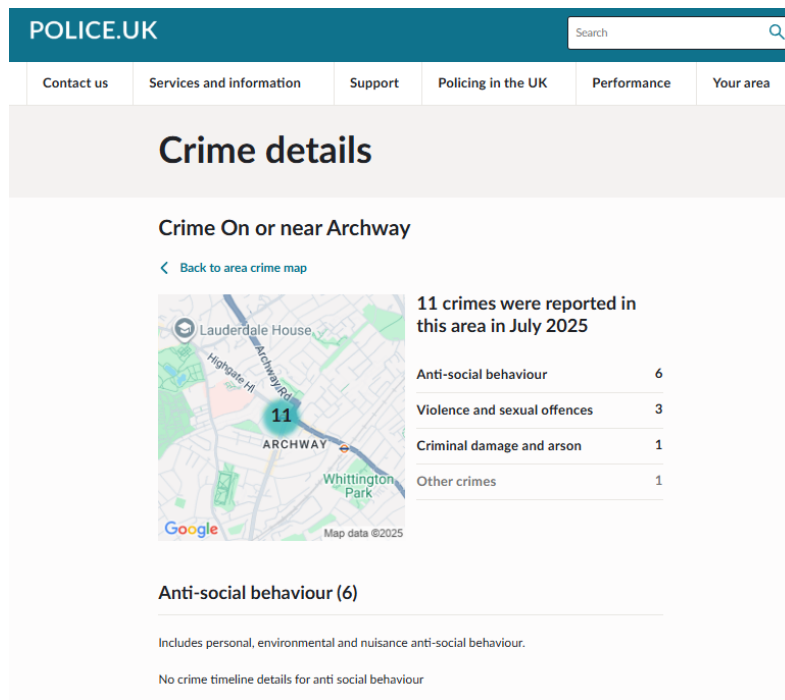 POLICE.UK
Search
Contact us
Services and information
Support
Policing in the UK
Performance
Your area
Crime details
Crime On or near Archway
Back to area crime map
Lauderdale House
Highgate Hl
Archway Rd
11
ARCHWAY
Whittington
Park
Google
Map data ©2025
11 crimes were reported in
this area in July 2025
Anti-social behaviour 6
Violence and sexual offences 3
Criminal damage and arson 1
Other crimes 1
Anti-social behaviour (6)
Includes personal, environmental and nuisance anti-social behaviour.
No crime timeline details for anti social behaviour